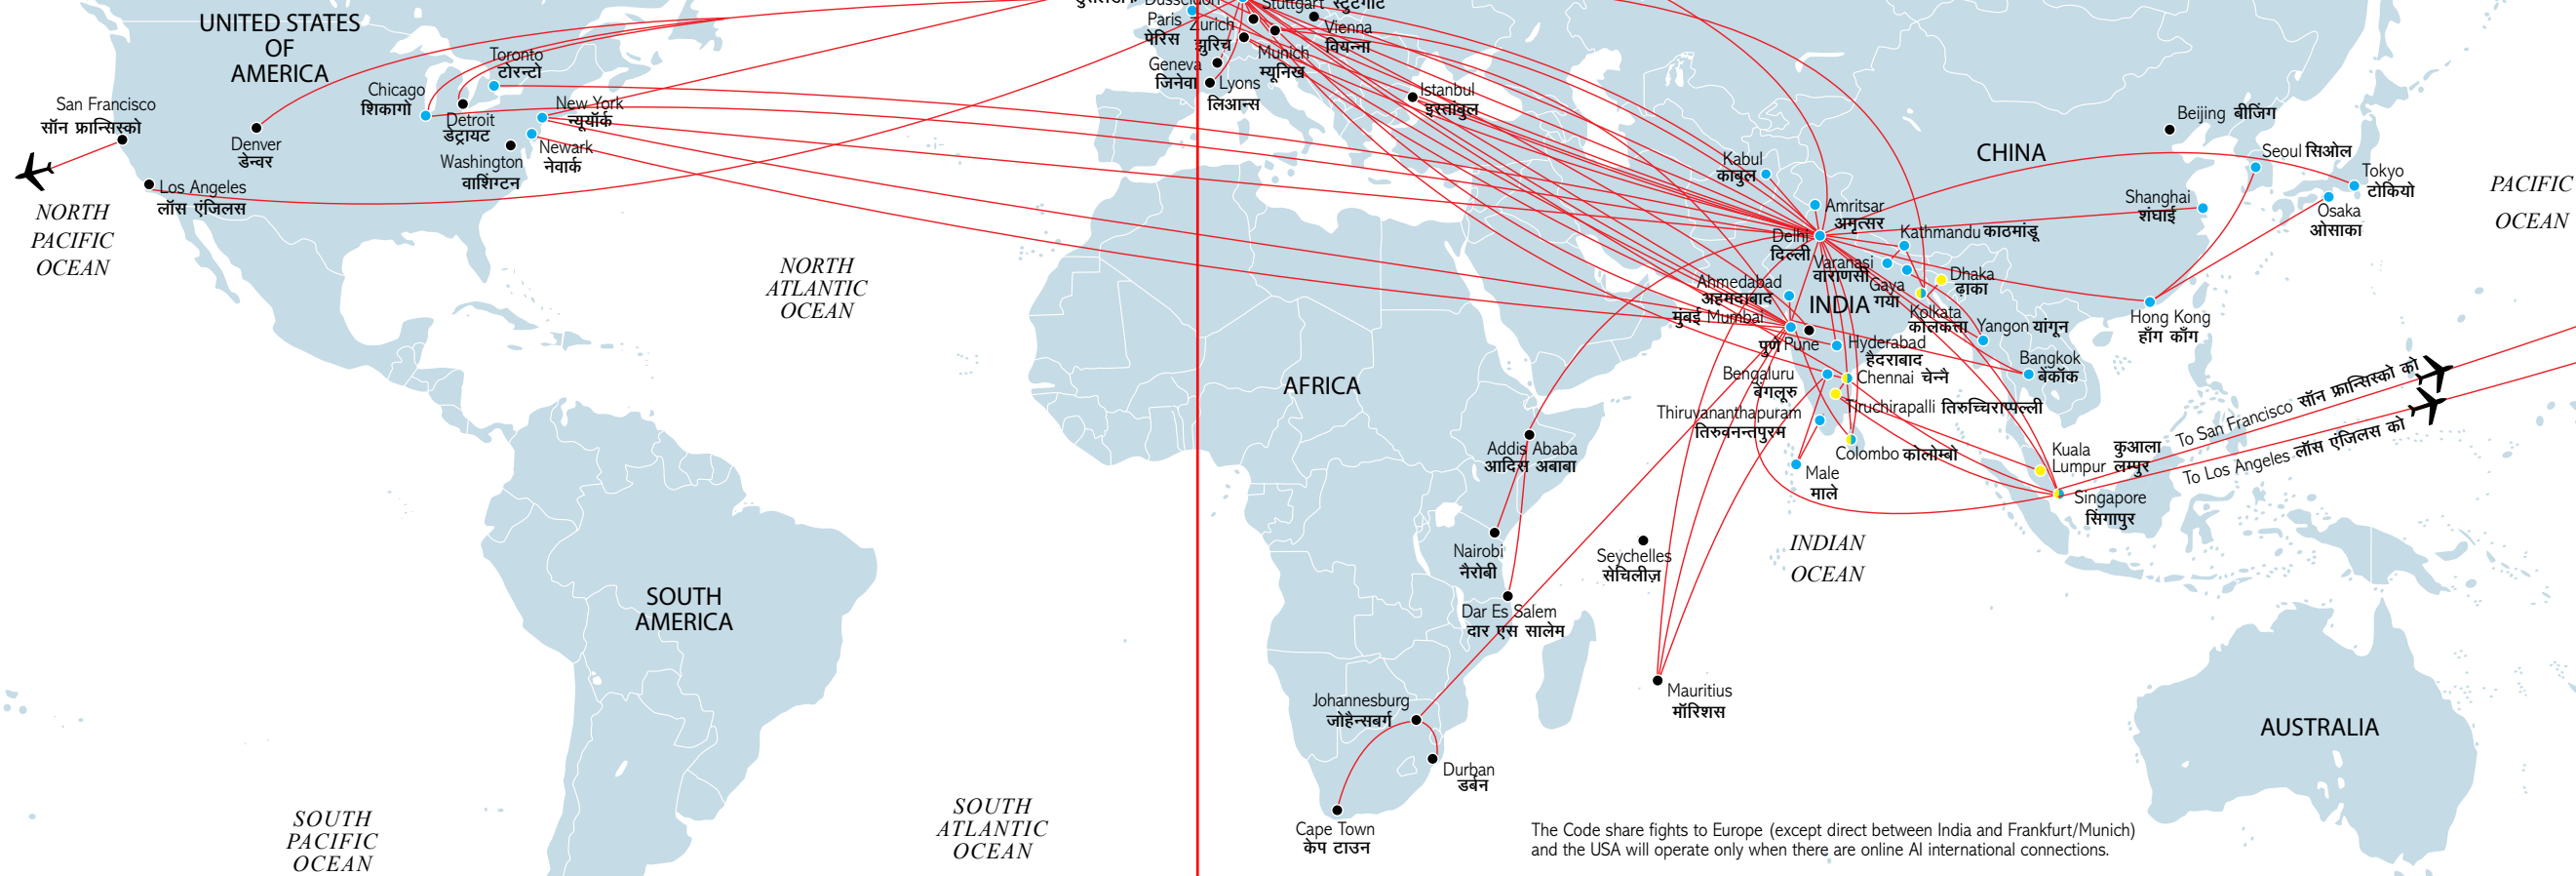 UNITED STATES
OF
AMERICA
San Francisco
सॉन फ्रान्सिस्को
Los Angeles
लॉस एंजिलस
Denver
डेन्वर
Chicago
शिकागो
Toronto
टोरन्टो
Detroit
डेट्रायट
New York
न्यूयॉर्क
Newark
नेवार्क
Washington
वाशिंग्टन
NORTH
PACIFIC
OCEAN
NORTH
ATLANTIC
OCEAN
Stuttgart स्टुटगार्ट
Paris
पेरिस
Zurich
झुरिच
Vienna
वियन्ना
Munich
म्यूनिख
Geneva
जिनेवा
Lyons
लिआन्स
Istanbul
इस्तांबुल
Kabul
काबुल
Amritsar
अमृत्सर
Delhi
दिल्ली
Kathmandu काठमांडू
Varanasi
वाराणसी
Gaya
गया
Dhaka
ढ़ाका
Ahmedabad
अहमदाबाद
INDIA
Kolkata
कोलकत्ता
मुंबई Mumbai
पुणे Pune
Hyderabad
हैदराबाद
Yangon यांगून
Bangkok
बैंकॉक
Bengaluru
बेंगलूरु
Chennai चेन्नै
Tiruchirapalli तिरुच्चिराप्पल्ली
Thiruvananthapuram
तिरुवनन्तपुरम
Colombo कोलोम्बो
Male
माले
Kuala
Lumpur
कुआला
लम्पुर
Singapore
सिंगापुर
CHINA
Beijing बीजिंग
Seoul सिओल
Tokyo
टोकियो
Osaka
ओसाका
Shanghai
शंघाई
Hong Kong
हाँग काँग
PACIFIC
OCEAN
To San Francisco सॉन फ्रान्सिस्को को
To Los Angeles लॉस एंजिलस को
AFRICA
Addis Ababa
आदिस अबाबा
Nairobi
नैरोबी
Dar Es Salem
दार एस सालेम
Seychelles
सेचिलीज़
Mauritius
मॉरिशस
Johannesburg
जोहैन्सबर्ग
Durban
डर्बन
Cape Town
केप टाउन
INDIAN
OCEAN
SOUTH
AMERICA
AUSTRALIA
SOUTH
PACIFIC
OCEAN
SOUTH
ATLANTIC
OCEAN
The Code share fights to Europe (except direct between India and Frankfurt/Munich)
and the USA will operate only when there are online AI international connections.